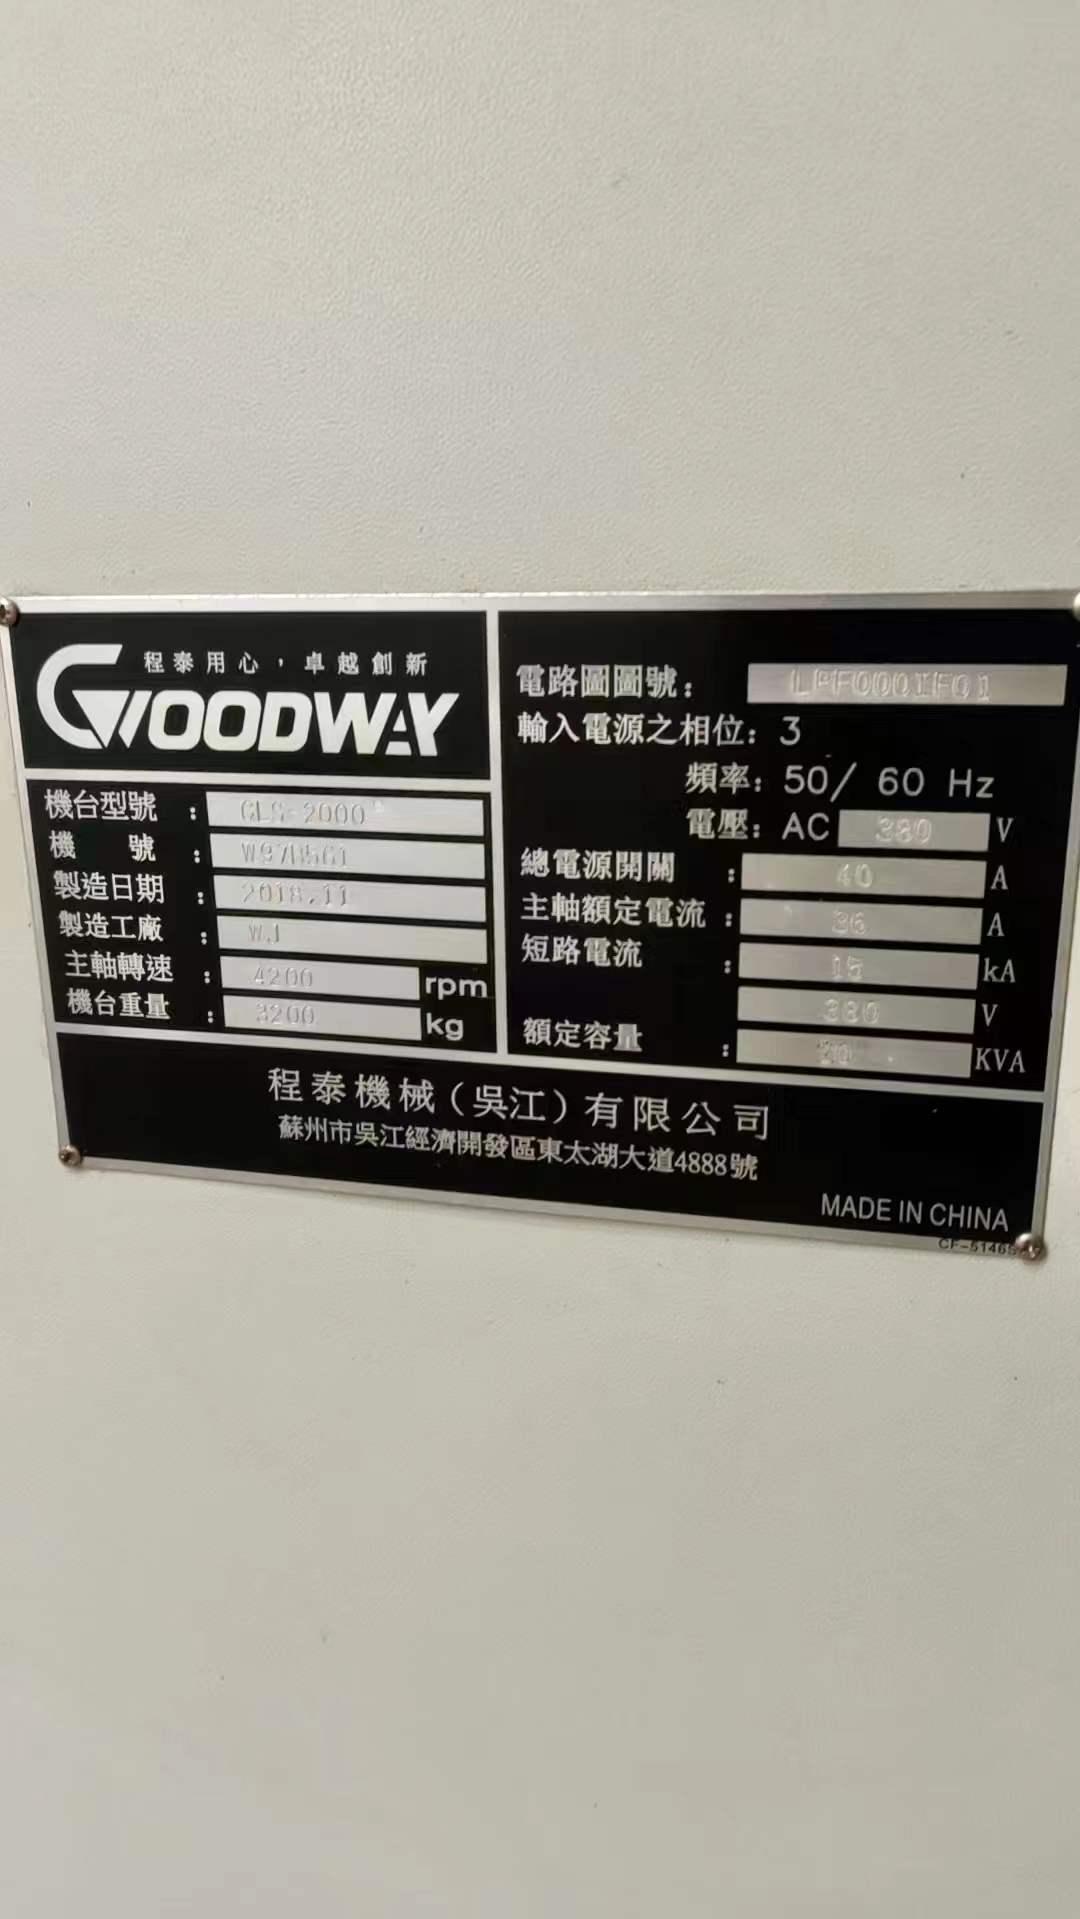 程泰用心，卓越創新
GOODWAY
機台型號：GLS-2000
機 號：
製造日期：2018.11
製造工廠：WJ
主軸轉速：4200 rpm
機台重量：3200 kg
電路圖圖號：
輸入電源之相位：3
頻率：50/ 60 Hz
電壓：AC 380 V
總電源開關：40 A
主軸額定電流：36 A
短路電流：15 kA
380 V
額定容量：20 KVA
程泰機械（吳江）有限公司
蘇州市吳江經濟開發區東太湖大道4888號
MADE IN CHINA